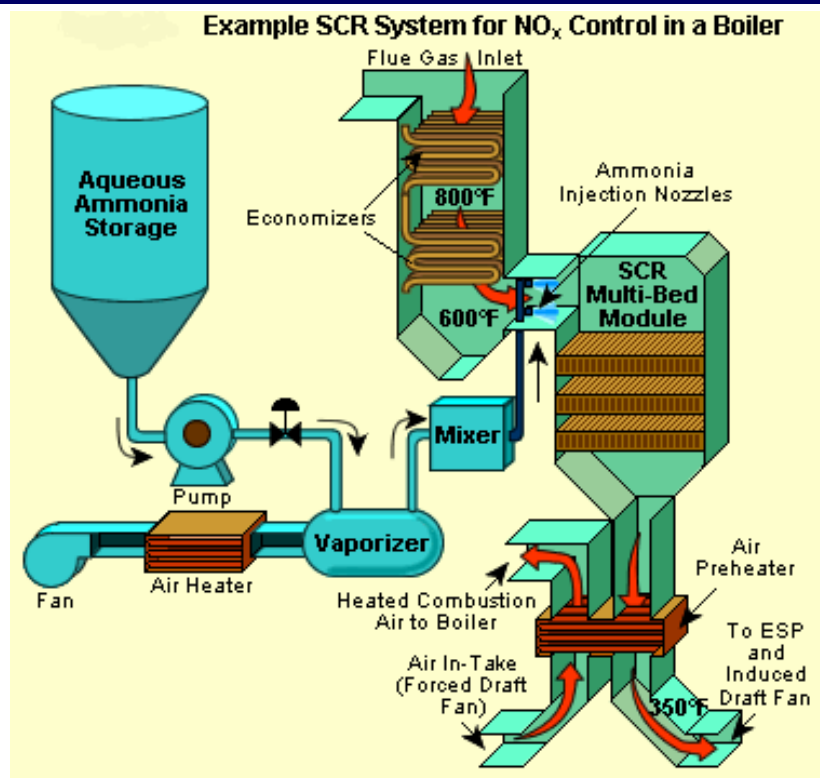 Example SCR System for NOx Control in a Boiler
Flue Gas Inlet
Aqueous
Ammonia
Storage
Economizers
800°F
600°F
Ammonia
Injection Nozzles
SCR
Multi-Bed
Module
Mixer
Pump
Vaporizer
Fan
Air Heater
Heated Combustion
Air to Boiler
Air
Preheater
Air In-Take
(Forced Draft
Fan)
350°F
To ESP
and
Induced
Draft Fan